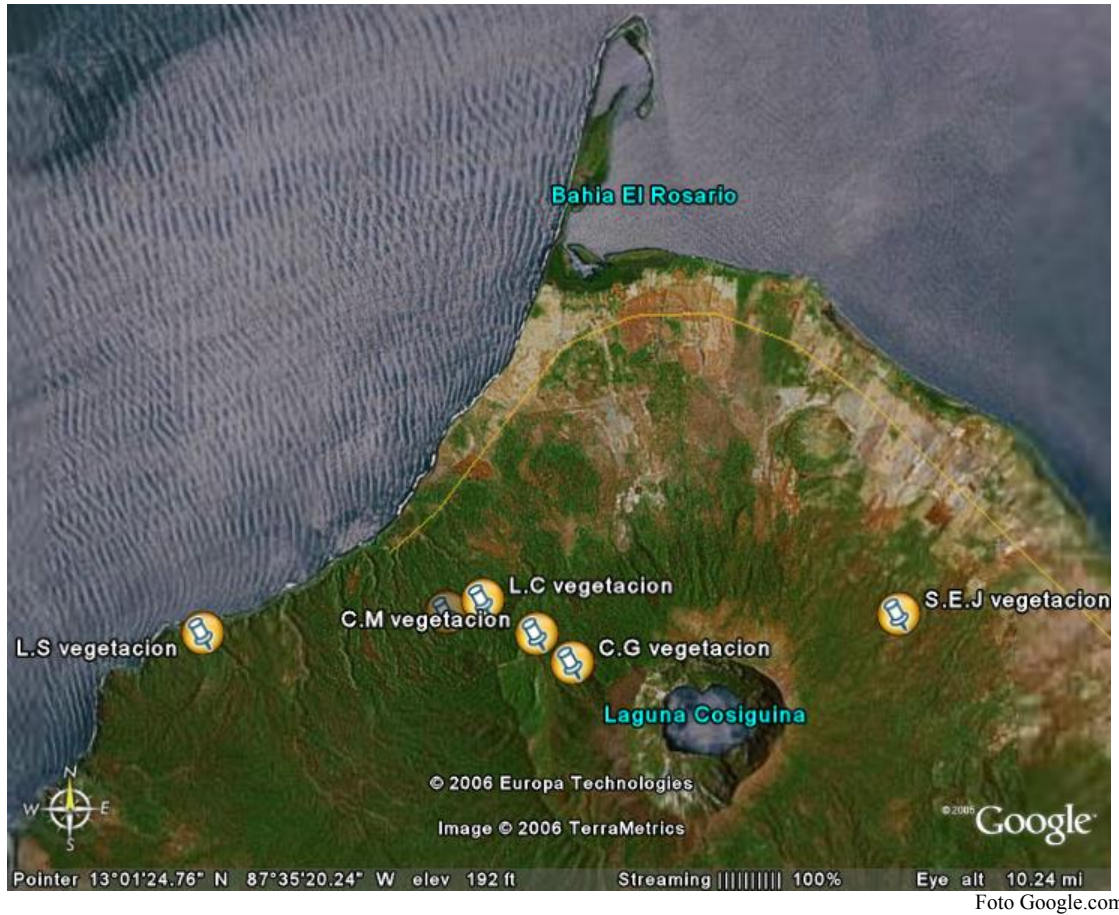 Bahia El Rosario
L.C vegetacion
S.E.J vegetacion
C.M vegetacion
L.S vegetacion
C.G vegetacion
Laguna Cosiguina
© 2006 Europa Technologies
N
W E
S
© 2005 Google
Image © 2006 TerraMetrics
Pointer 13°01'24.76" N 87°35'20.24" W elev 192 ft Streaming |||||||||| 100% Eye alt 10.24 mi
Foto Google.com